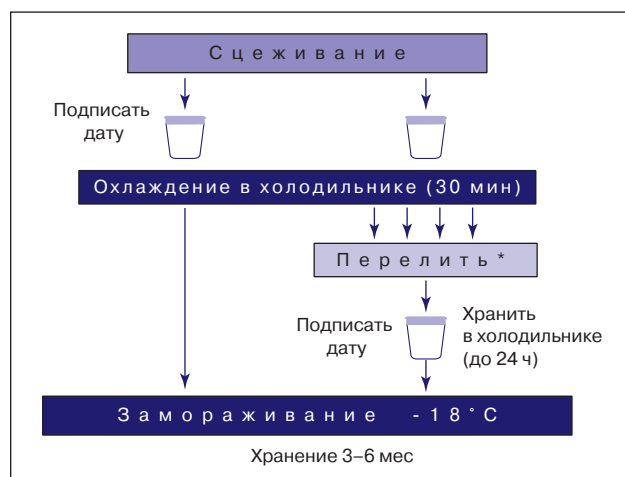 Сцеживание
Подписать
дату
Охлаждение в холодильнике (30 мин)
Перелить*
Подписать
дату
Хранить
в холодильнике
(до 24 ч)
Замораживание -18°C
Хранение 3–6 мес